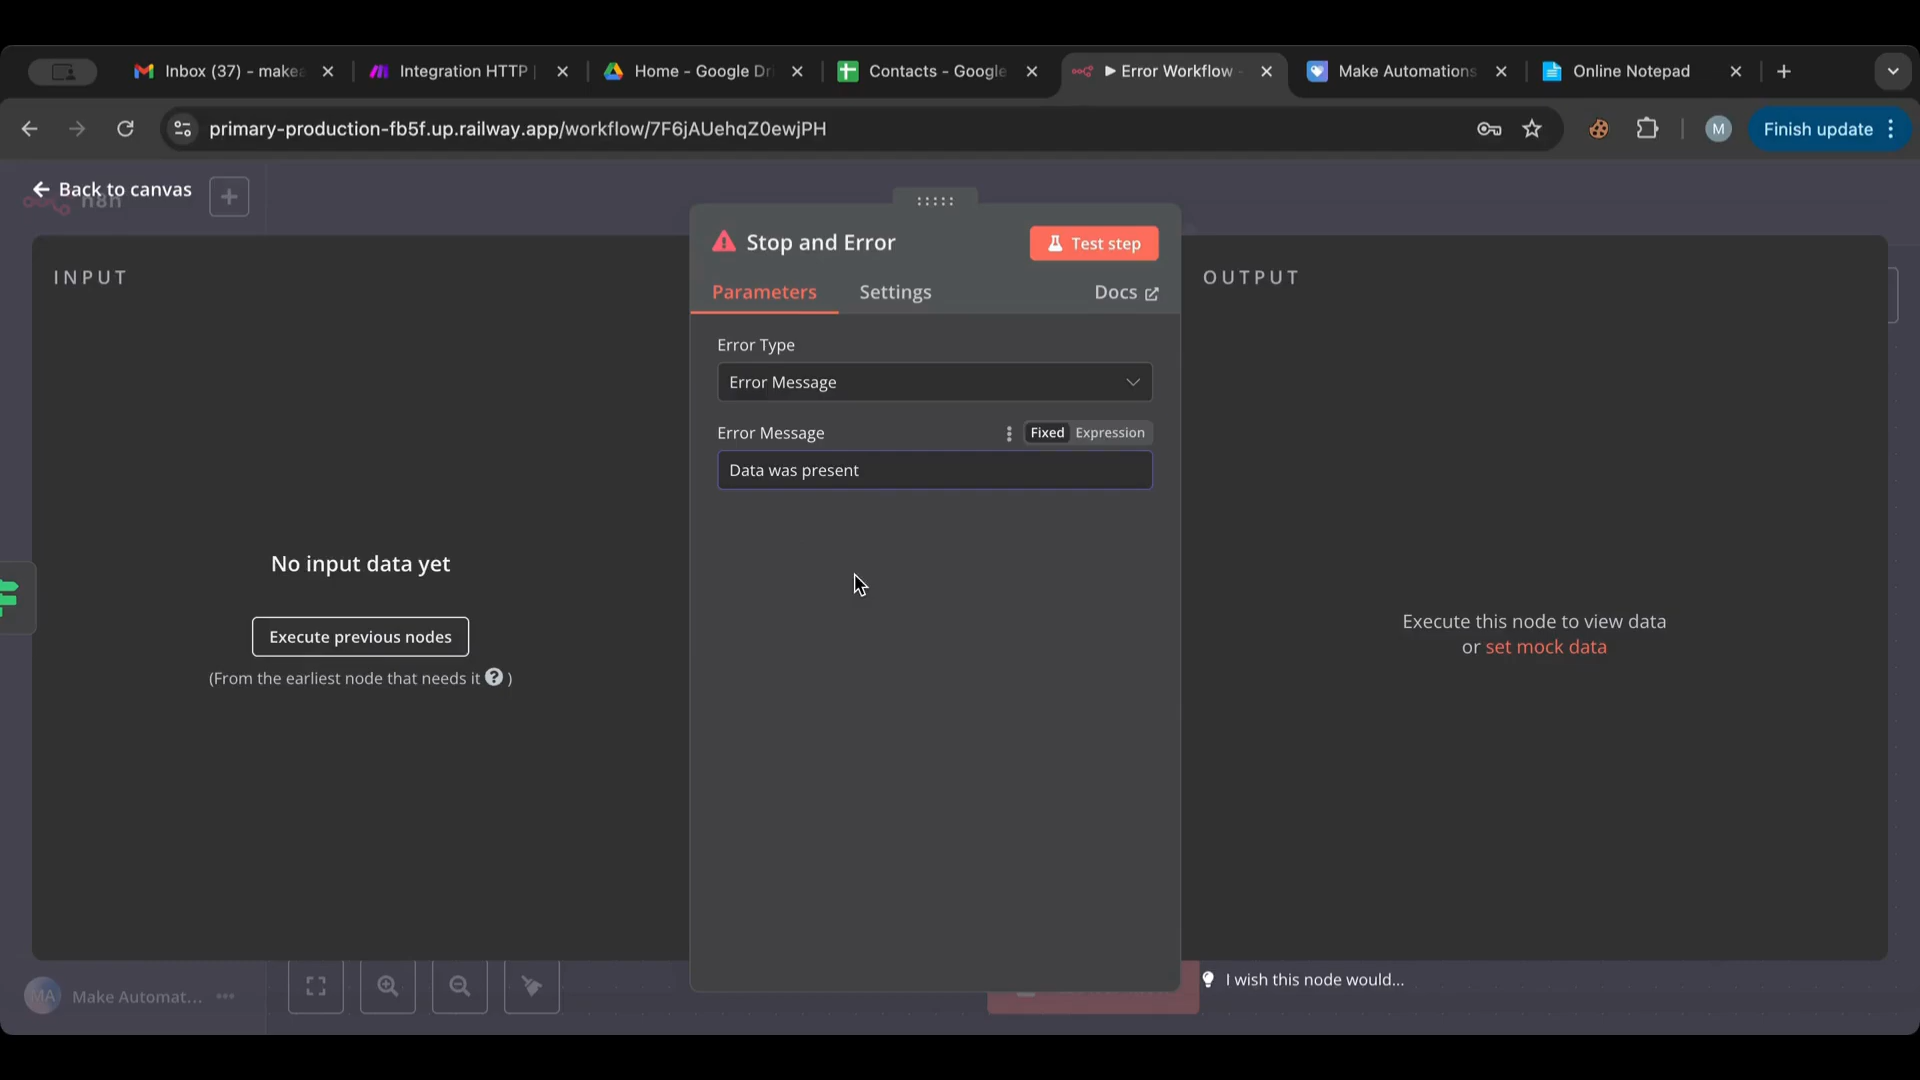 Inbox (37) - makea
Integration HTTP
Home - Google Dri
Contacts - Google
▶ Error Workflow -
Make Automations
Online Notepad
primary-production-fb5f.up.railway.app/workflow/7F6jAUehqZ0ewjPH
M
Finish update
Back to canvas
n8n
INPUT
Stop and Error
Test step
OUTPUT
Parameters
Settings
Docs
Error Type
Error Message
Error Message
Fixed
Expression
Data was present
No input data yet
Execute previous nodes
(From the earliest node that needs it ? )
Execute this node to view data
or set mock data
MA
Make Automat...
I wish this node would...